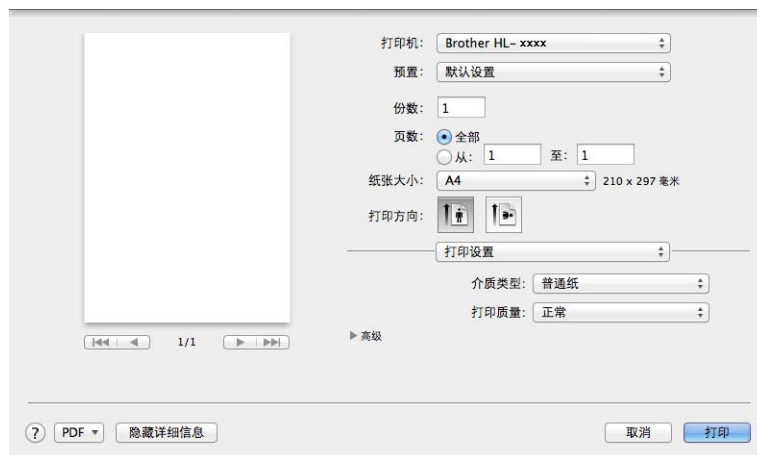 打印机: Brother HL- xxxx
预置: 默认设置
份数: 1
页数: 全部
从: 1 至: 1
纸张大小: A4 210 x 297 毫米
打印方向:
打印设置
介质类型: 普通纸
打印质量: 正常
1/1
高级
? PDF 隐藏详细信息 取消 打印